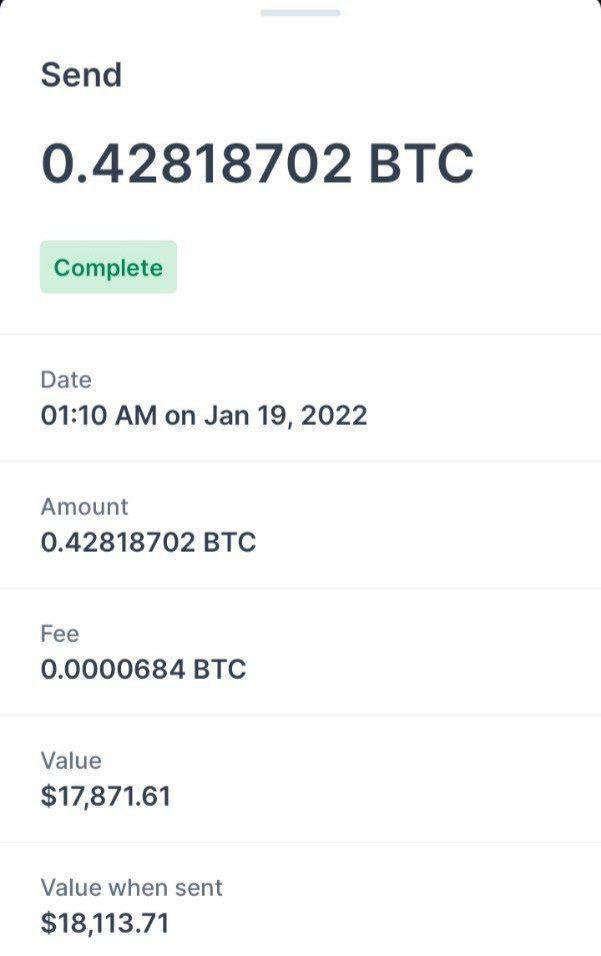 Send
0.42818702 BTC
Complete
Date
01:10 AM on Jan 19, 2022
Amount
0.42818702 BTC
Fee
0.0000684 BTC
Value
$17,871.61
Value when sent
$18,113.71